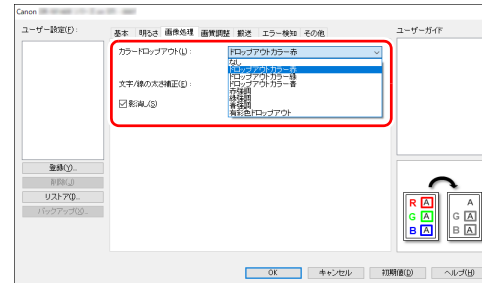 Canon
ユーザー設定(F):
基本 明るさ 画像処理 画質調整 搬送 エラー検知 その他
ユーザーガイド
カラードロップアウト(L):
ドロップアウトカラー赤
なし
ドロップアウトカラー赤
ドロップアウトカラー緑
ドロップアウトカラー青
赤強調
緑強調
青強調
有彩色ドロップアウト
文字/線の太さ補正(E):
影消し(S)
登録(Y)...
削除(J)
リストア(I)...
バックアップ(X)...
R A
G A
B A
A
G A
B A
OK
キャンセル
初期値(D)
ヘルプ(H)